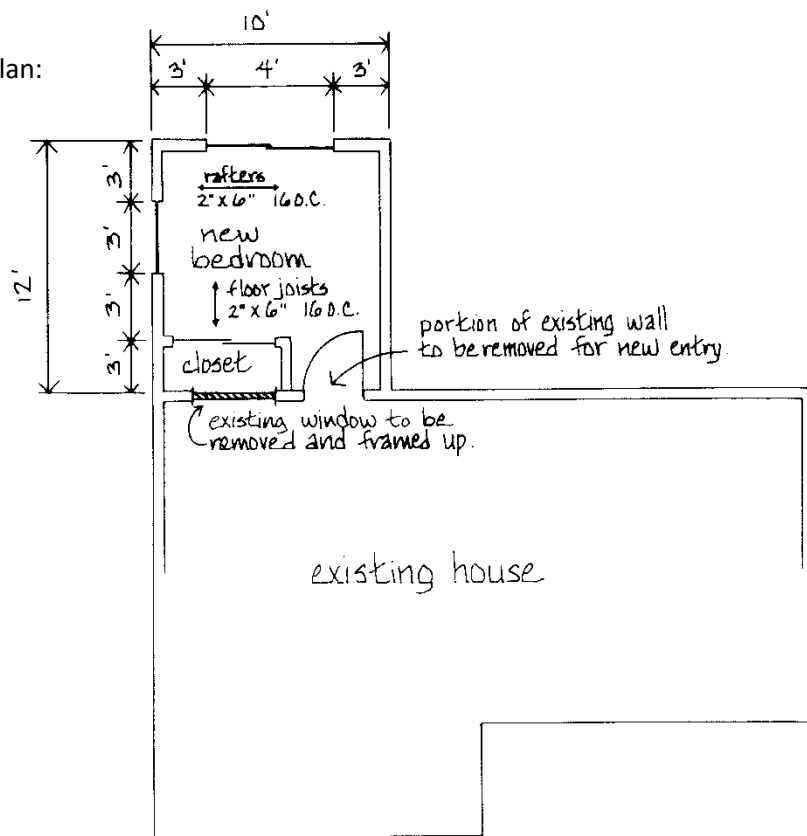 10'
lan:
3' 4' 3'
rafters
2" x 6" 16 O.C.
new
bedroom
floor joists
2" x 6" 16 O.C.
3'
3'
3'
3'
12'
closet
portion of existing wall
to be removed for new entry
existing window to be
removed and framed up.
existing house